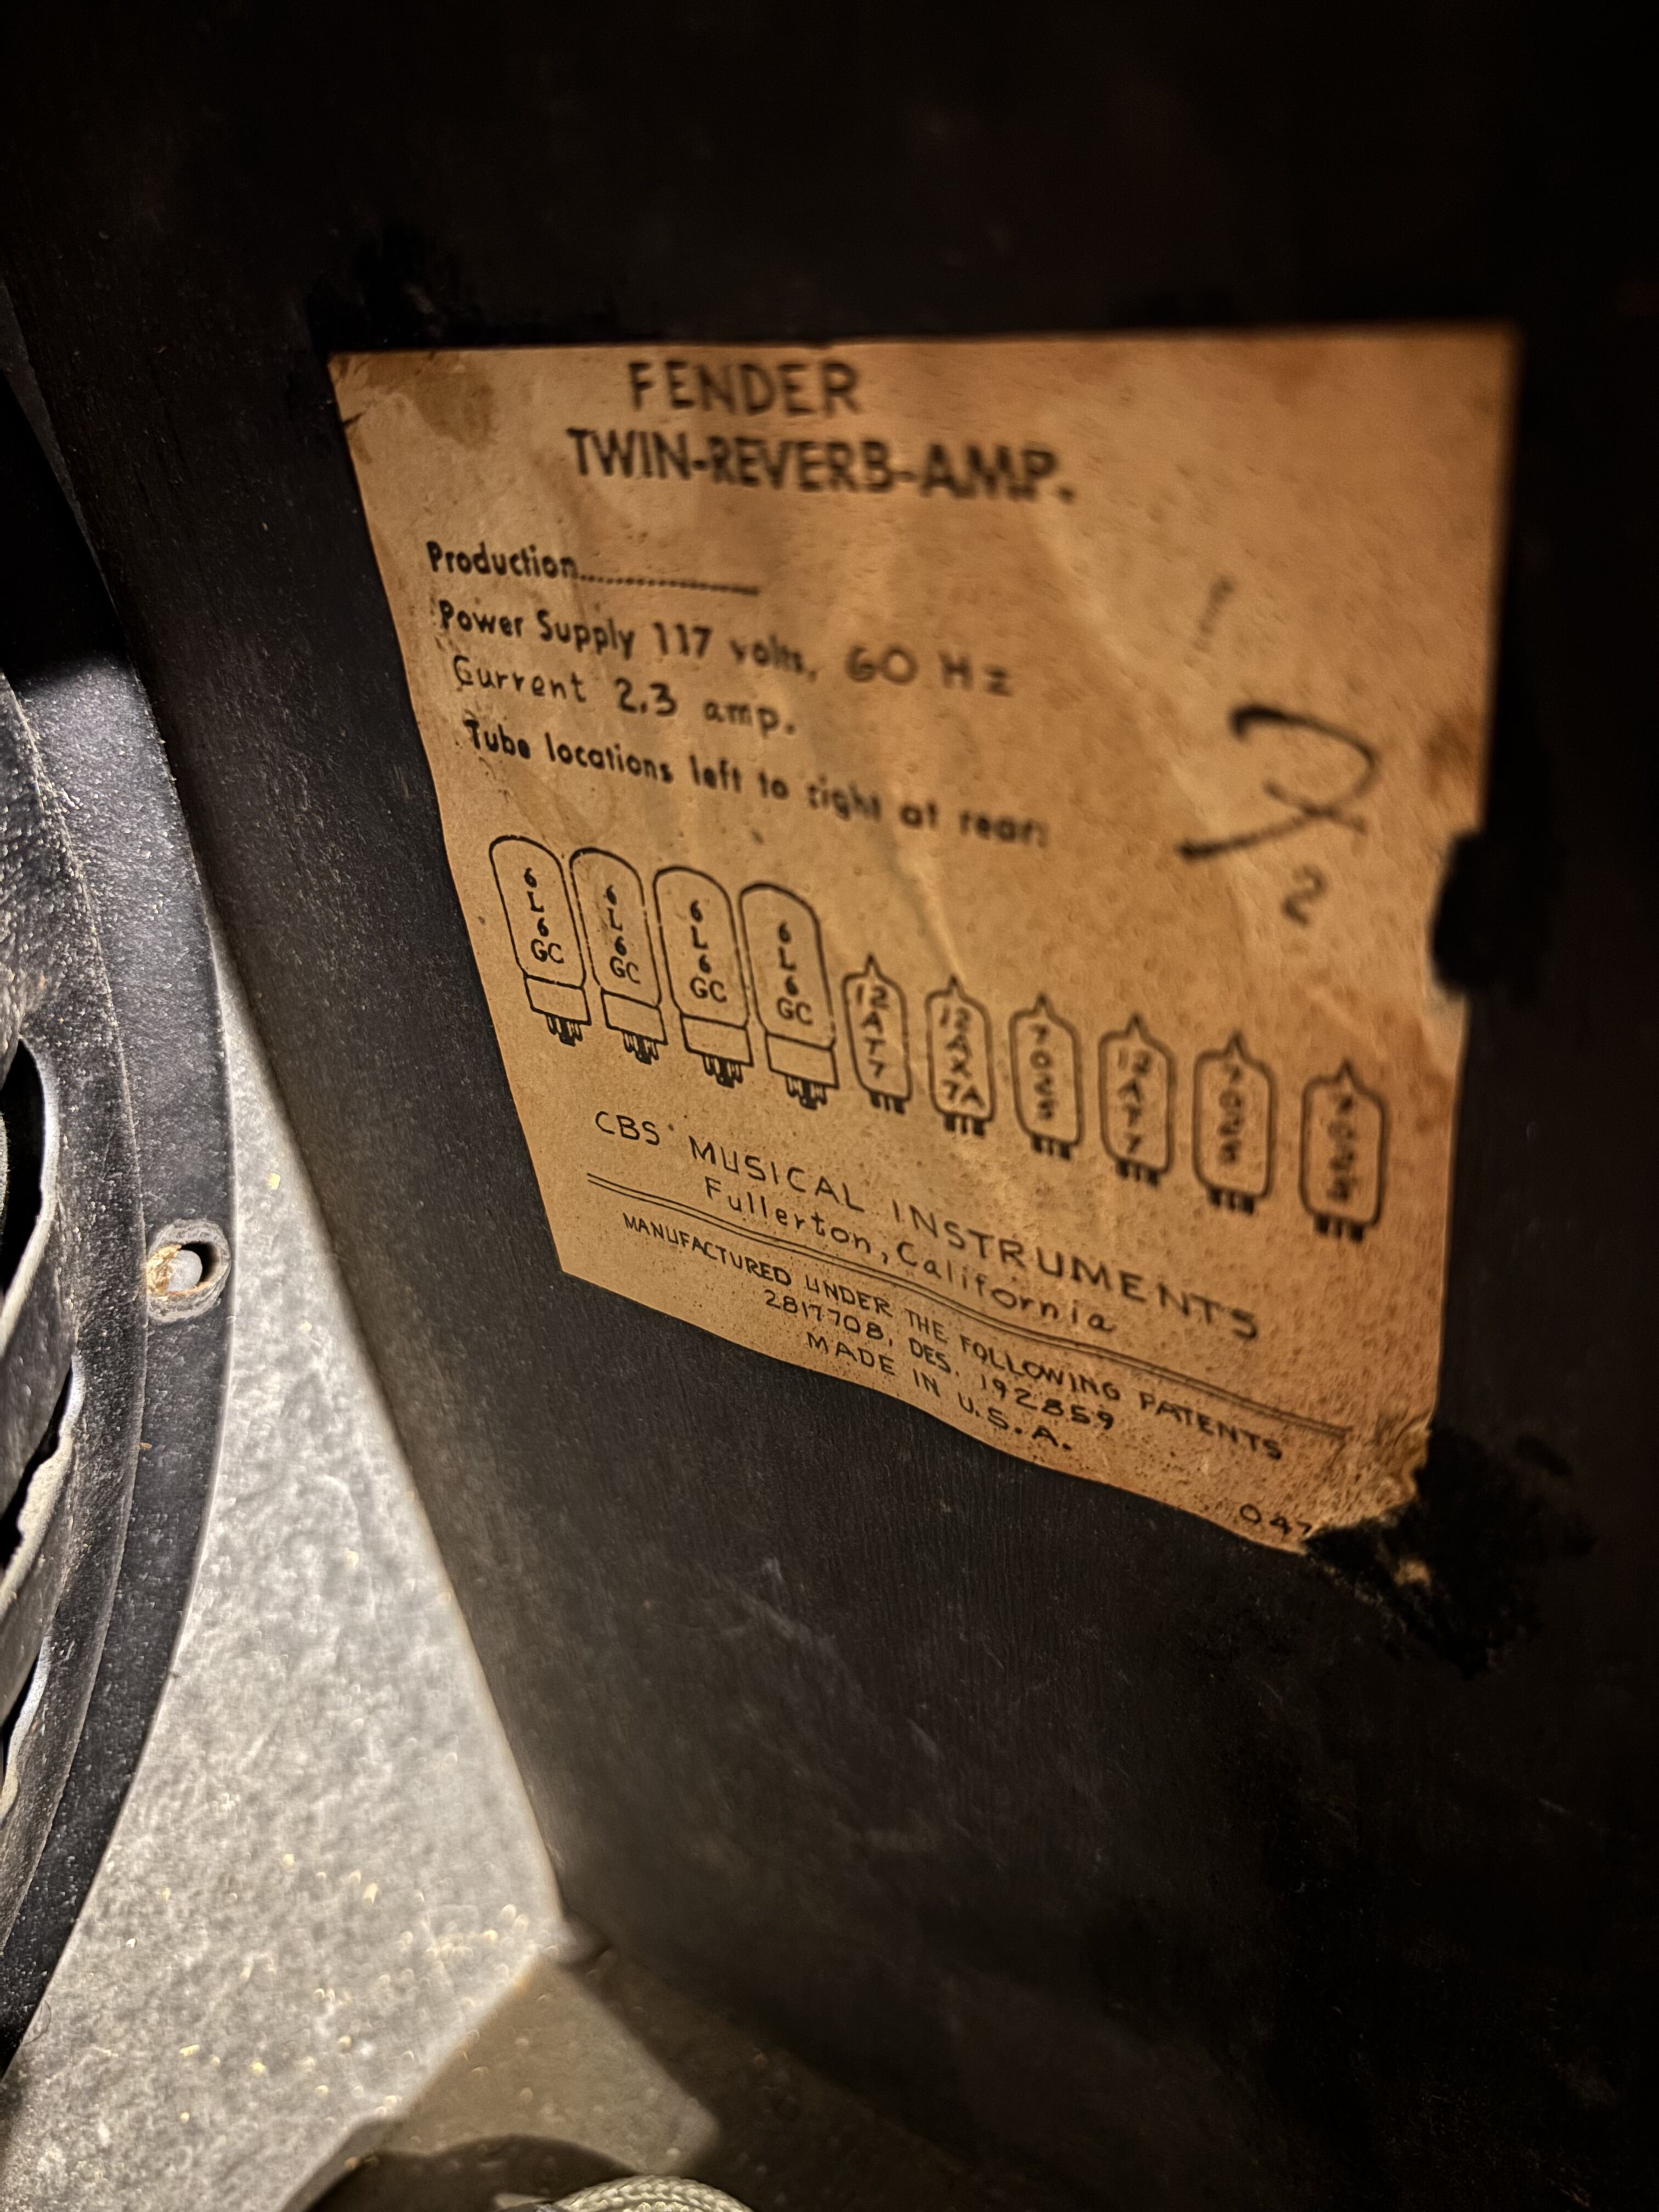 FENDER
TWIN-REVERB-AMP.
Production..................
Power Supply 117 volts, 60 Hz
Current 2.3 amp.
Tube locations left to right at rear:
2
6L6GC 6L6GC 6L6GC 6L6GC 12AT7 12AX7A 7025 12AT7 7025 7025
CBS MUSICAL INSTRUMENTS
Fullerton, California
MANUFACTURED UNDER THE FOLLOWING PATENTS
2817708, DES. 192859
MADE IN U.S.A.
047